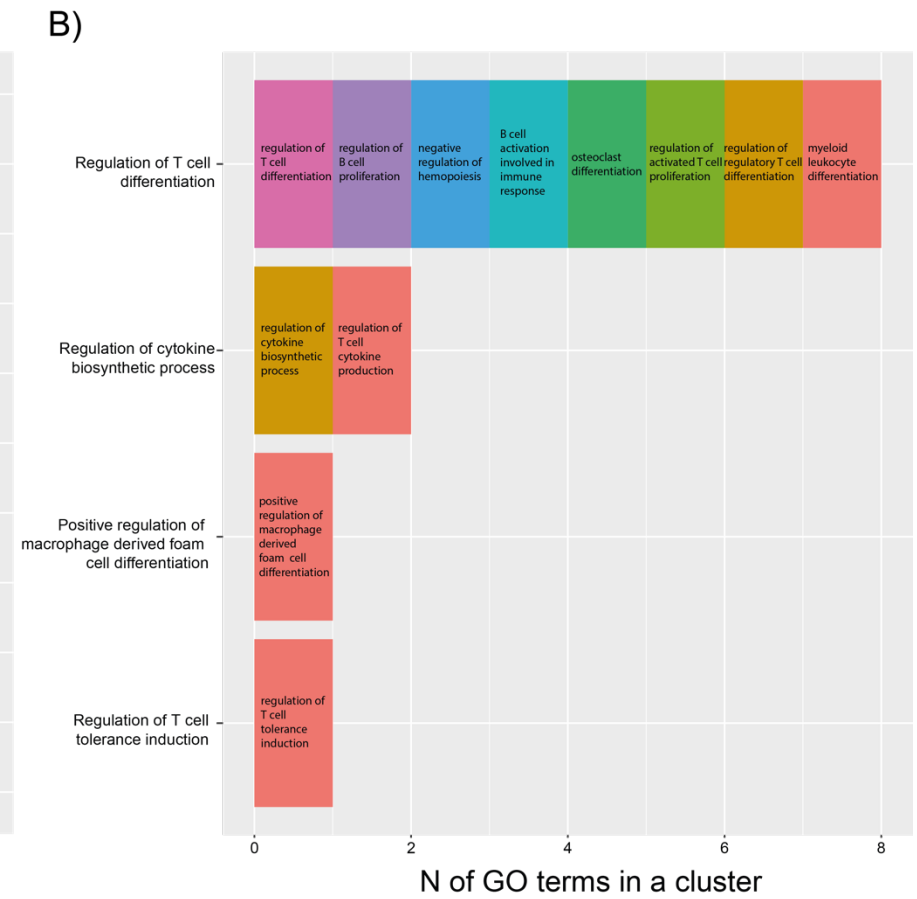 B)
Regulation of T cell
differentiation
regulation of
T cell
differentiation
regulation of
B cell
proliferation
negative
regulation of
hemopoiesis
B cell
activation
involved in
immune
response
osteoclast
differentiation
regulation of
activated T cell
proliferation
regulation of
regulatory T cell
differentiation
myeloid
leukocyte
differentiation
Regulation of cytokine
biosynthetic process
regulation of
cytokine
biosynthetic
process
regulation of
T cell
cytokine
production
Positive regulation of
macrophage derived foam
cell differentiation
positive
regulation of
macrophage
derived
foam cell
differentiation
Regulation of T cell
tolerance induction
regulation of
T cell
tolerance
induction
0 2 4 6 8
N of GO terms in a cluster